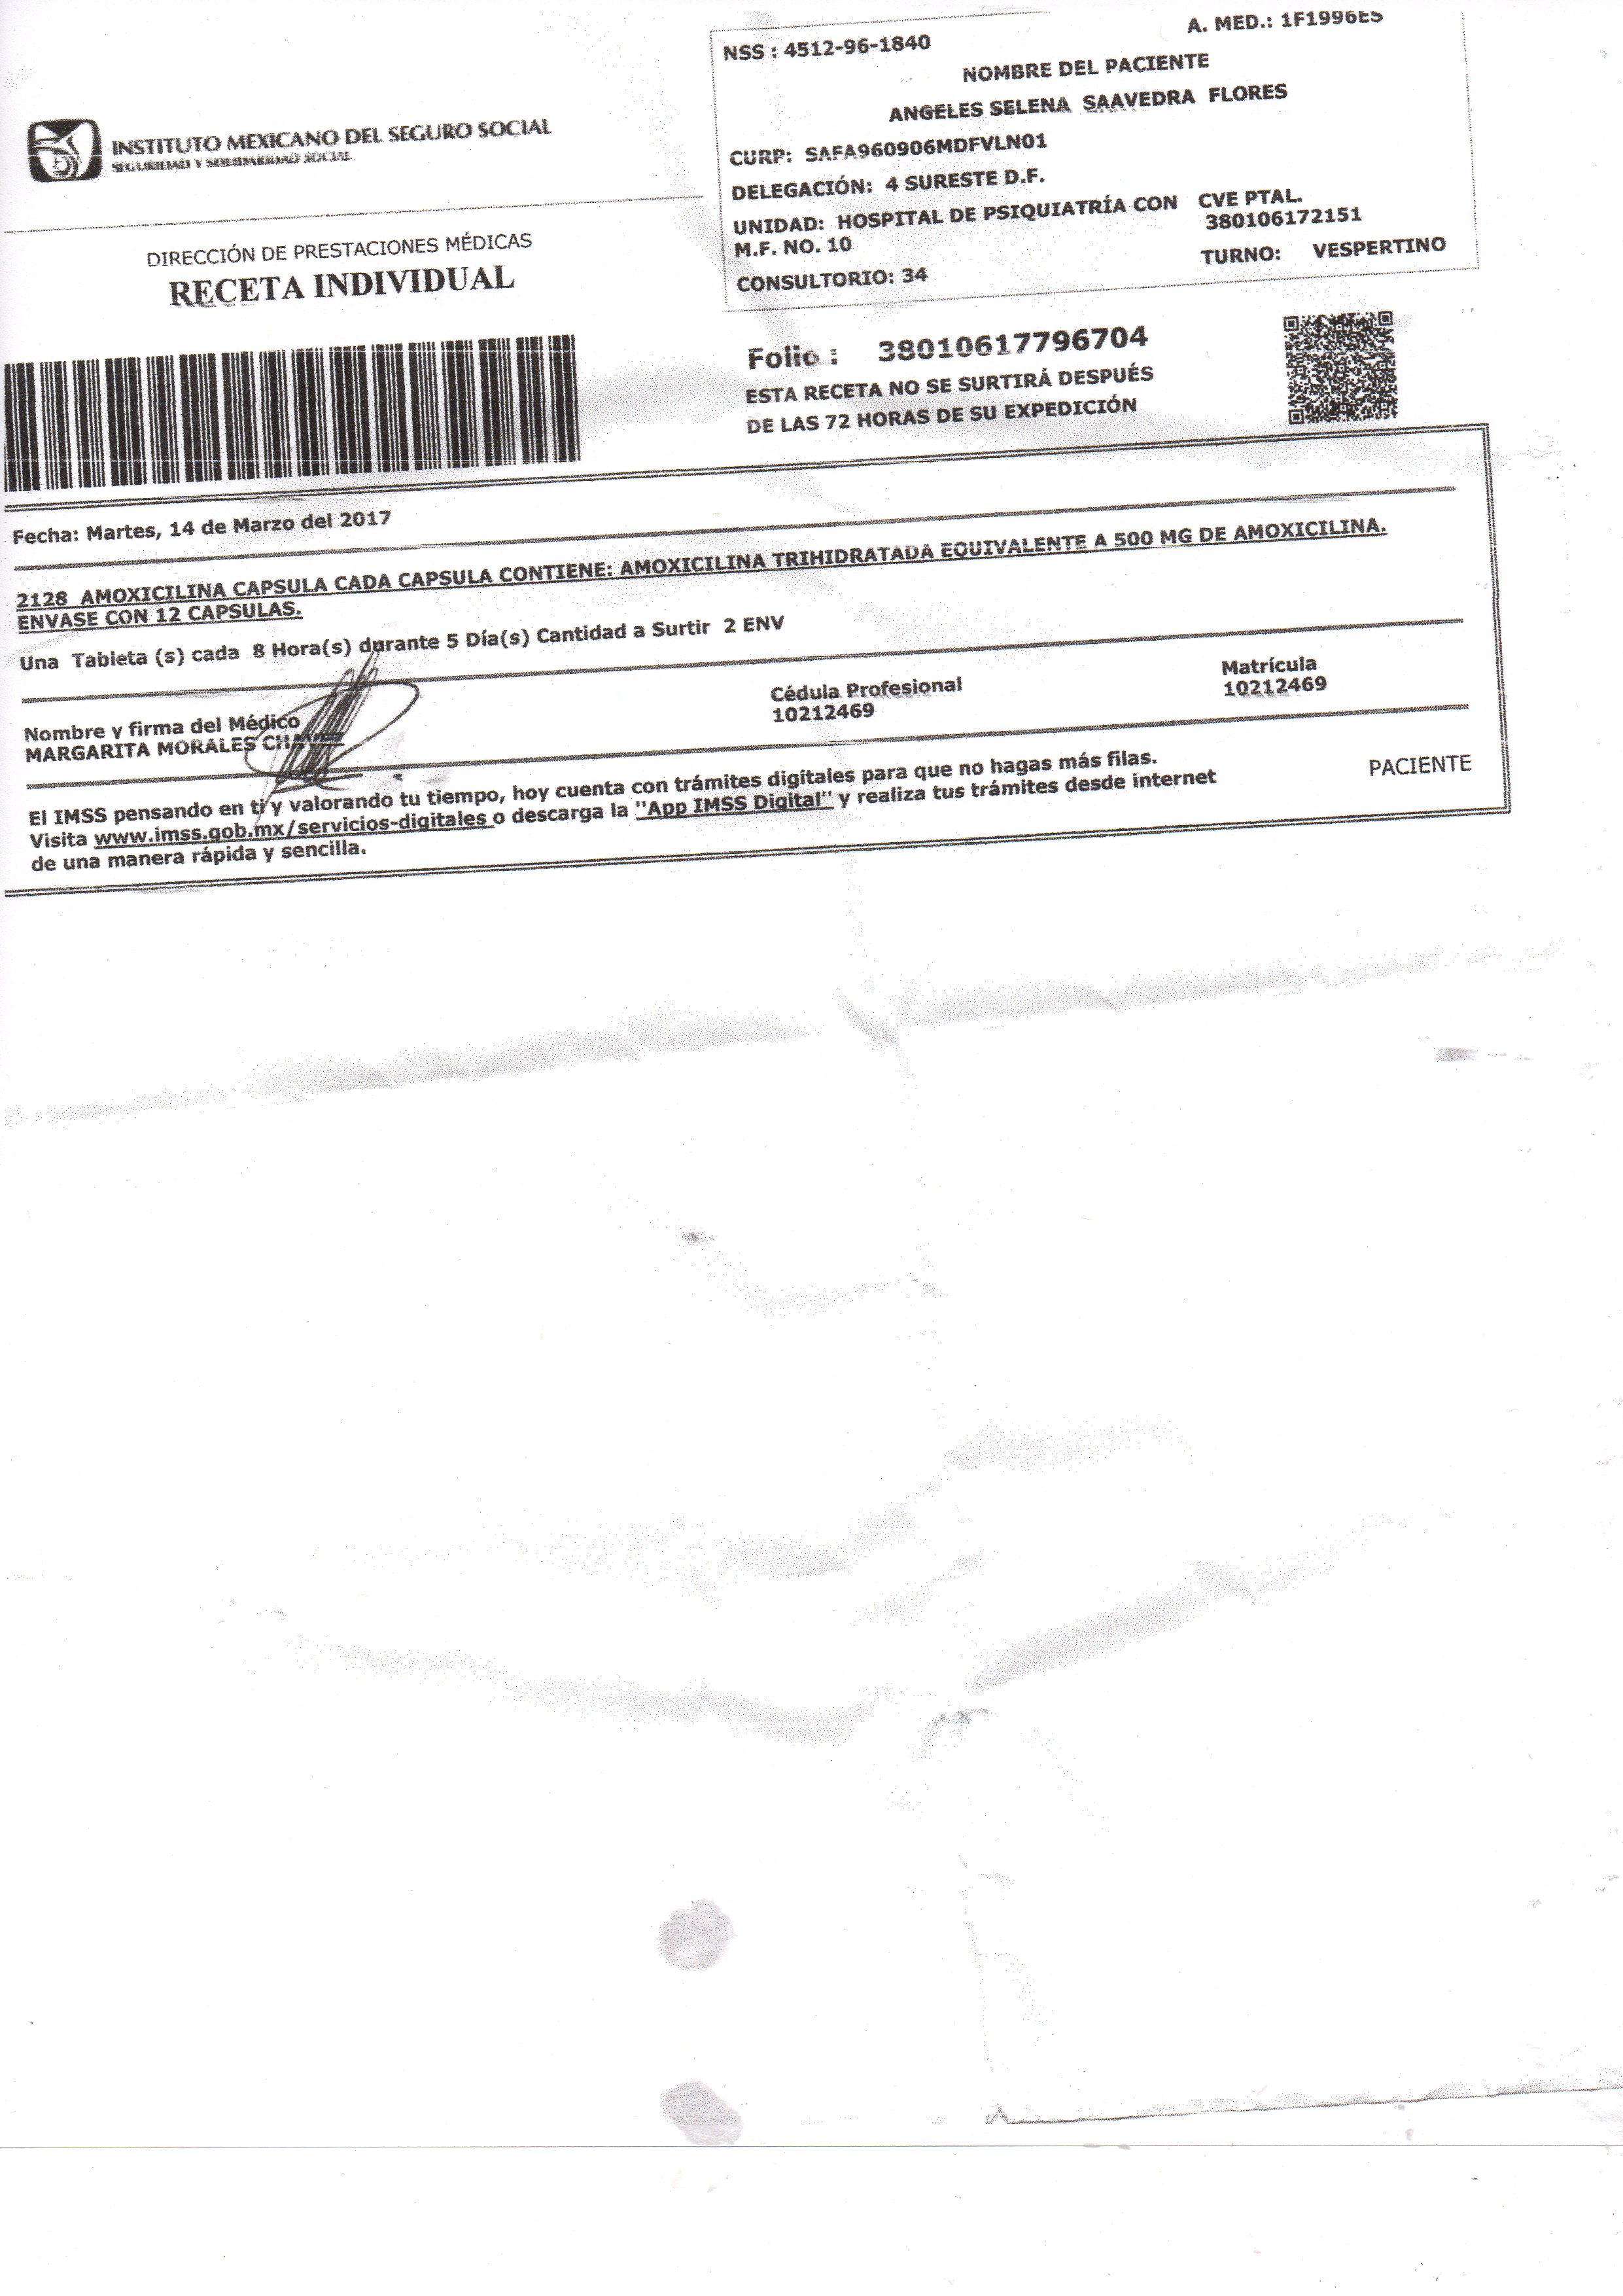 NSS : 4512-96-1840
A. MED.: 1F1996ES
NOMBRE DEL PACIENTE
ANGELES SELENA SAAVEDRA FLORES
CURP: SAFA960906MDFVLN01
DELEGACIÓN: 4 SURESTE D.F.
UNIDAD: HOSPITAL DE PSIQUIATRÍA CON
M.F. NO. 10
CVE PTAL.
380106172151
CONSULTORIO: 34
TURNO: VESPERTINO
INSTITUTO MEXICANO DEL SEGURO SOCIAL
SEGURIDAD Y SOLIDARIDAD SOCIAL
DIRECCIÓN DE PRESTACIONES MÉDICAS
RECETA INDIVIDUAL
Folio : 38010617796704
ESTA RECETA NO SE SURTIRÁ DESPUÉS
DE LAS 72 HORAS DE SU EXPEDICIÓN
Fecha: Martes, 14 de Marzo del 2017
2128 AMOXICILINA CAPSULA CADA CAPSULA CONTIENE: AMOXICILINA TRIHIDRATADA EQUIVALENTE A 500 MG DE AMOXICILINA.
ENVASE CON 12 CAPSULAS.
Una Tableta (s) cada 8 Hora(s) durante 5 Día(s) Cantidad a Surtir 2 ENV
Nombre y firma del Médico
MARGARITA MORALES
Cédula Profesional
10212469
Matrícula
10212469
El IMSS pensando en ti y valorando tu tiempo, hoy cuenta con trámites digitales para que no hagas más filas.
Visita www.imss.gob.mx/servicios-digitales o descarga la "App IMSS Digital" y realiza tus trámites desde internet
de una manera rápida y sencilla.
PACIENTE